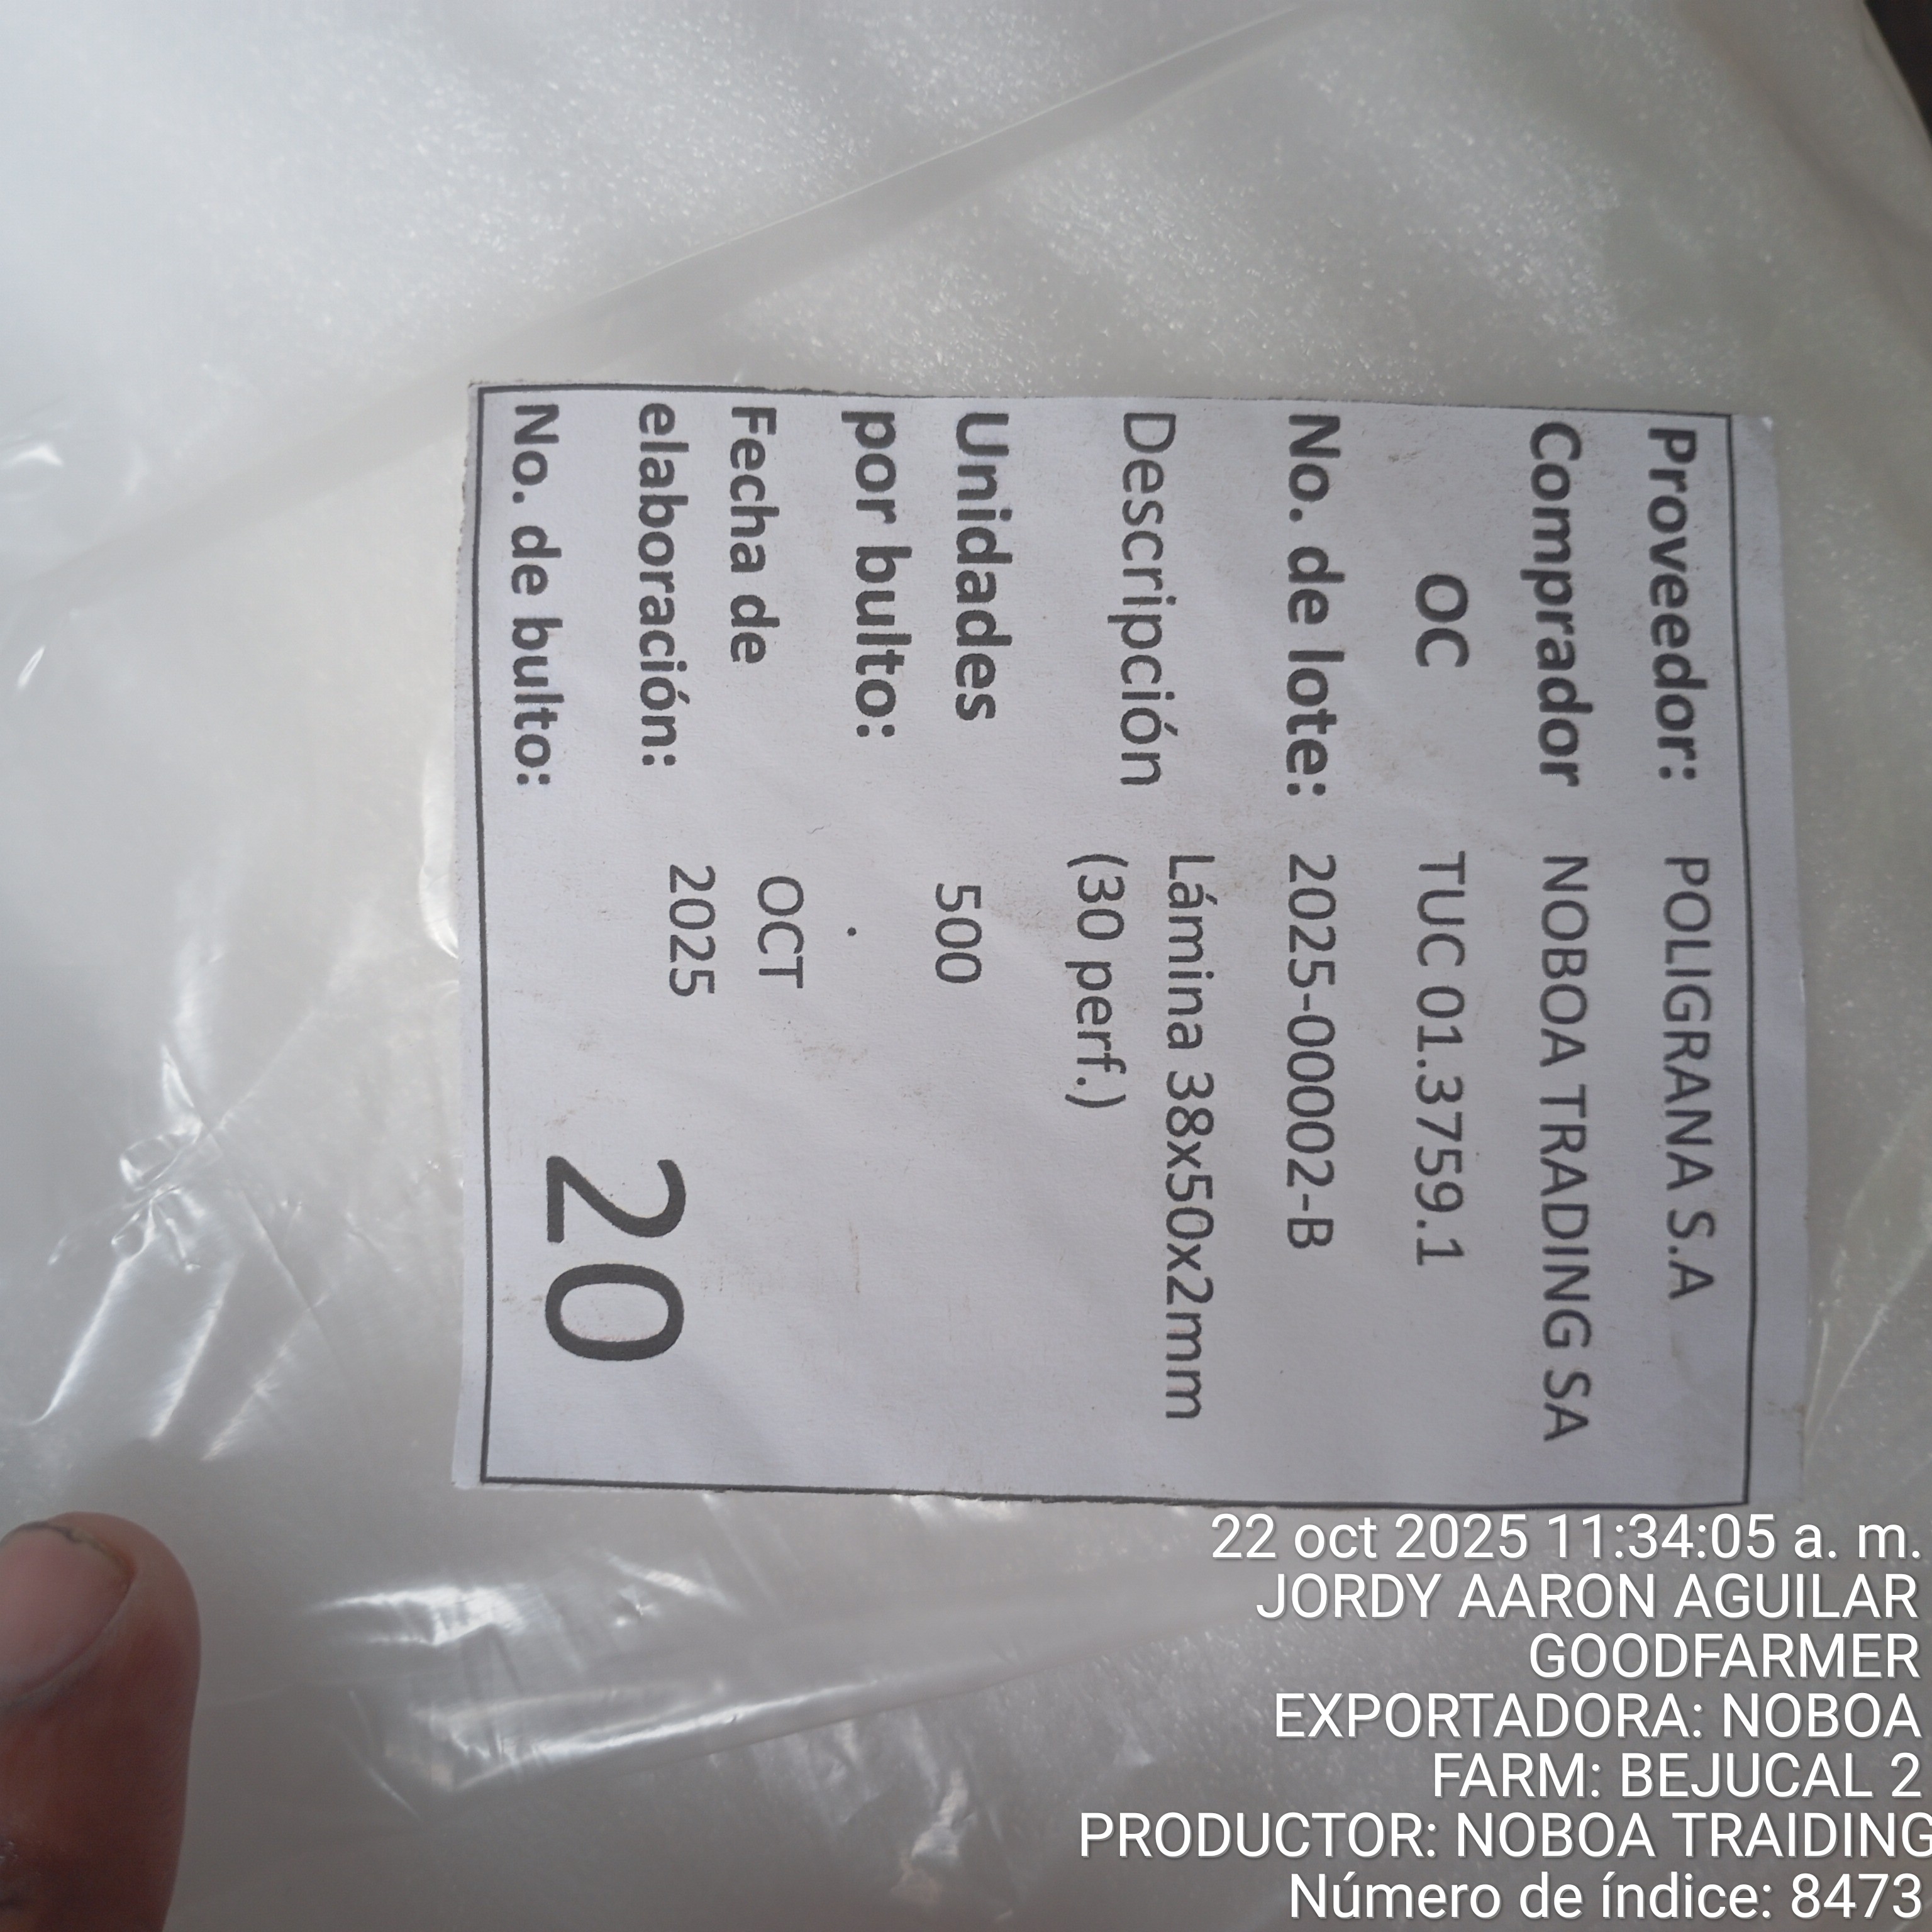 Proveedor: POLIGRANA S.A
Comprador NOBOA TRADING SA
OC TUC 01.3759.1
No. de lote: 2025-00002-B
Descripción Lámina 38x50x2mm
(30 perf.)
Unidades 500
por bulto:
Fecha de OCT
elaboración: 2025
No. de bulto: 20
22 oct 2025 11:34:05 a. m.
JORDY AARON AGUILAR
GOODFARMER
EXPORTADORA: NOBOA
FARM: BEJUCAL 2
PRODUCTOR: NOBOA TRAIDING
Número de índice: 8473